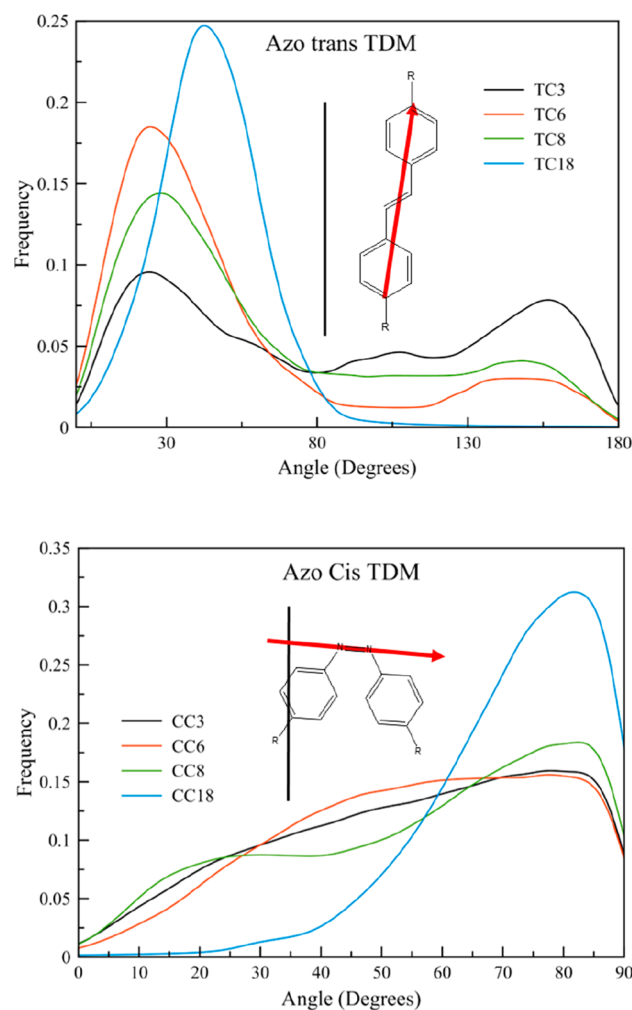 0.25
Azo trans TDM
R
TC3
TC6
TC8
TC18
0.2
0.15
0.1
0.05
0
Frequency
R
30
80
130
180
Angle (Degrees)
0.35
Azo Cis TDM
0.3
0.25
0.2
0.15
0.1
0.05
0
Frequency
N
N
R
R
CC3
CC6
CC8
CC18
0
10
20
30
40
50
60
70
80
90
Angle (Degrees)